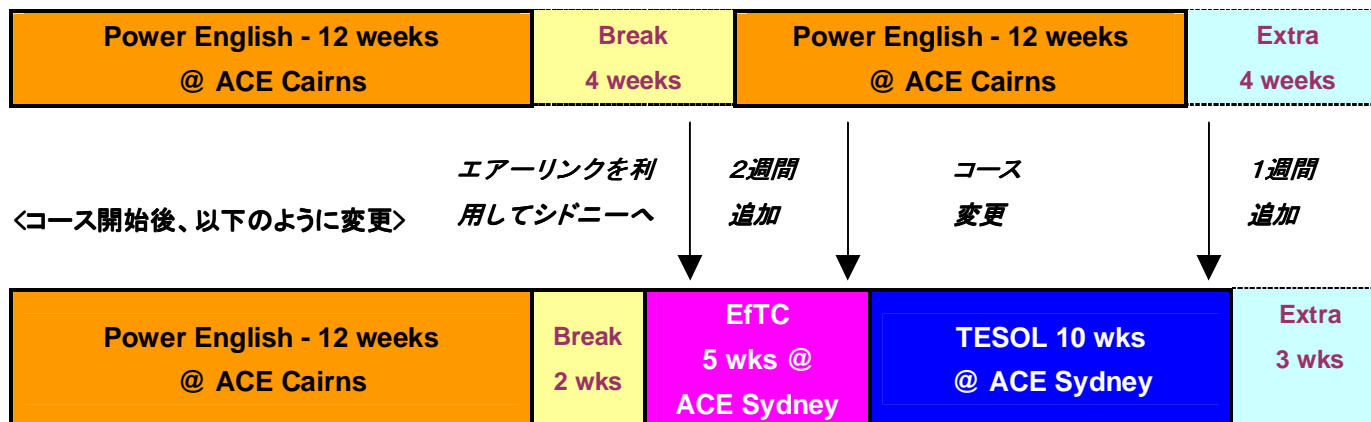 Power English - 12 weeks
@ ACE Cairns
Break
4 weeks
Power English - 12 weeks
@ ACE Cairns
Extra
4 weeks
エアーリンクを利
用してシドニーへ
2週間
追加
コース
変更
1週間
追加
<コース開始後、以下のように変更>
Power English - 12 weeks
@ ACE Cairns
Break
2 wks
EfTC
5 wks @
ACE Sydney
TESOL 10 wks
@ ACE Sydney
Extra
3 wks